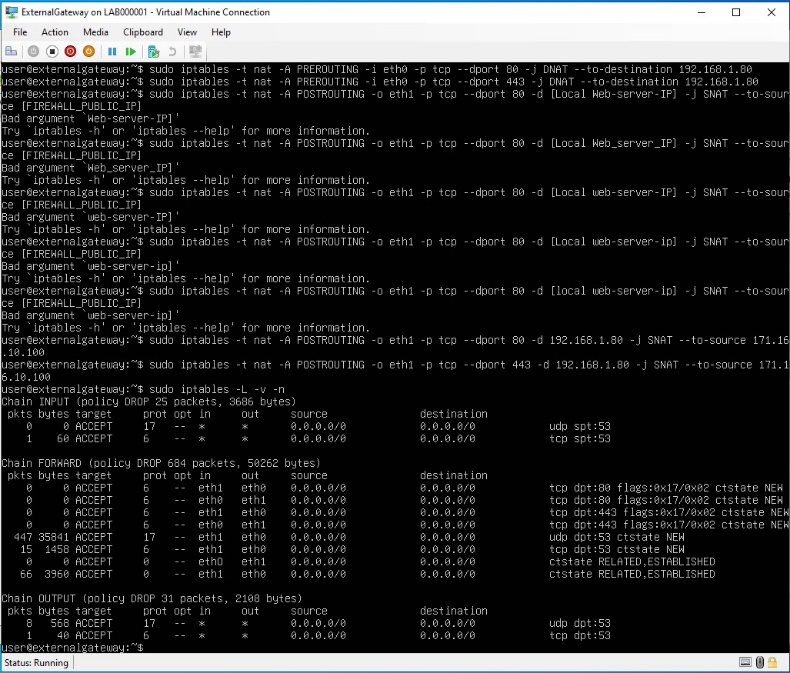 ExternalGateway on LAB000001 - Virtual Machine Connection
File Action Media Clipboard View Help
user@externalgateway:~$ sudo iptables -t nat -A PREROUTING -i eth0 -p tcp --dport 80 -j DNAT --to-destination 192.168.1.80
user@externalgateway:~$ sudo iptables -t nat -A PREROUTING -i eth0 -p tcp --dport 443 -j DNAT --to-destination 192.168.1.80
user@externalgateway:~$ sudo iptables -t nat -A POSTROUTING -o eth1 -p tcp --dport 80 -d [Local Web-server-IP] -j SNAT --to-sour
ce [FIREWALL_PUBLIC_IP]
Bad argument `Web-server-IP]'
Try `iptables -h' or 'iptables --help' for more information.
user@externalgateway:~$ sudo iptables -t nat -A POSTROUTING -o eth1 -p tcp --dport 80 -d [Local Web_server_IP] -j SNAT --to-sour
ce [FIREWALL_PUBLIC_IP]
Bad argument `Web_server_IP]'
Try `iptables -h' or 'iptables --help' for more information.
user@externalgateway:~$ sudo iptables -t nat -A POSTROUTING -o eth1 -p tcp --dport 80 -d [Local web-server-IP] -j SNAT --to-sour
ce [FIREWALL_PUBLIC_IP]
Bad argument `web-server-IP]'
Try `iptables -h' or 'iptables --help' for more information.
user@externalgateway:~$ sudo iptables -t nat -A POSTROUTING -o eth1 -p tcp --dport 80 -d [Local web-server-ip] -j SNAT --to-sour
ce [FIREWALL_PUBLIC_IP]
Bad argument `web-server-ip]'
Try `iptables -h' or 'iptables --help' for more information.
user@externalgateway:~$ sudo iptables -t nat -A POSTROUTING -o eth1 -p tcp --dport 80 -d [local web-server-ip] -j SNAT --to-sour
ce [FIREWALL_PUBLIC_IP]
Bad argument `web-server-ip]'
Try `iptables -h' or 'iptables --help' for more information.
user@externalgateway:~$ sudo iptables -t nat -A POSTROUTING -o eth1 -p tcp --dport 80 -d 192.168.1.80 -j SNAT --to-source 171.16
.10.100
user@externalgateway:~$ sudo iptables -t nat -A POSTROUTING -o eth1 -p tcp --dport 443 -d 192.168.1.80 -j SNAT --to-source 171.1
6.10.100
user@externalgateway:~$ sudo iptables -L -v -n
Chain INPUT (policy DROP 25 packets, 3686 bytes)
pkts bytes target prot opt in out source destination
0 0 ACCEPT 17 -- * * 0.0.0.0/0 0.0.0.0/0 udp spt:53
1 60 ACCEPT 6 -- * * 0.0.0.0/0 0.0.0.0/0 tcp spt:53
Chain FORWARD (policy DROP 684 packets, 50262 bytes)
pkts bytes target prot opt in out source destination
0 0 ACCEPT 6 -- eth1 eth0 0.0.0.0/0 0.0.0.0/0 tcp dpt:80 flags:0x17/0x02 ctstate NEW
0 0 ACCEPT 6 -- eth0 eth1 0.0.0.0/0 0.0.0.0/0 tcp dpt:80 flags:0x17/0x02 ctstate NEW
0 0 ACCEPT 6 -- eth1 eth0 0.0.0.0/0 0.0.0.0/0 tcp dpt:443 flags:0x17/0x02 ctstate NEW
0 0 ACCEPT 6 -- eth0 eth1 0.0.0.0/0 0.0.0.0/0 tcp dpt:443 flags:0x17/0x02 ctstate NEW
447 35841 ACCEPT 17 -- eth1 eth0 0.0.0.0/0 0.0.0.0/0 udp dpt:53 ctstate NEW
15 1458 ACCEPT 6 -- eth1 eth0 0.0.0.0/0 0.0.0.0/0 tcp dpt:53 ctstate NEW
0 0 ACCEPT 0 -- ethO eth1 0.0.0.0/0 0.0.0.0/0 ctstate RELATED,ESTABLISHED
66 3960 ACCEPT 0 -- eth1 eth0 0.0.0.0/0 0.0.0.0/0 ctstate RELATED,ESTABLISHED
Chain OUTPUT (policy DROP 31 packets, 2108 bytes)
pkts bytes target prot opt in out source destination
8 568 ACCEPT 17 -- * * 0.0.0.0/0 0.0.0.0/0 udp dpt:53
1 40 ACCEPT 6 -- * * 0.0.0.0/0 0.0.0.0/0 tcp dpt:53
user@externalgateway:~$
Status: Running